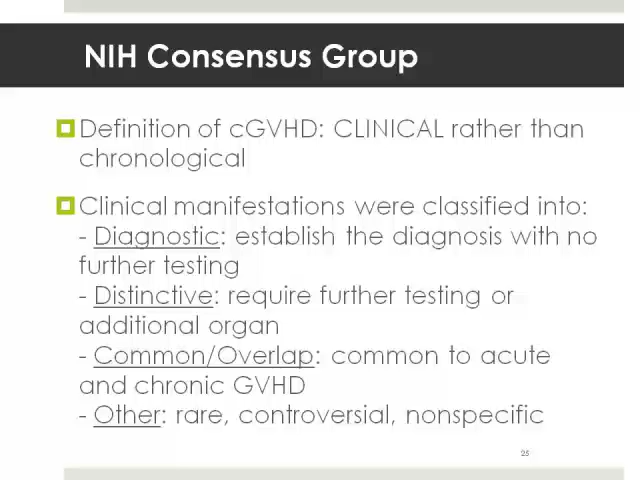 NIH Consensus Group
Definition of cGVHD: CLINICAL rather than
chronological
Clinical manifestations were classified into:
- Diagnostic: establish the diagnosis with no
further testing
- Distinctive: require further testing or
additional organ
- Common/Overlap: common to acute
and chronic GVHD
- Other: rare, controversial, nonspecific
25